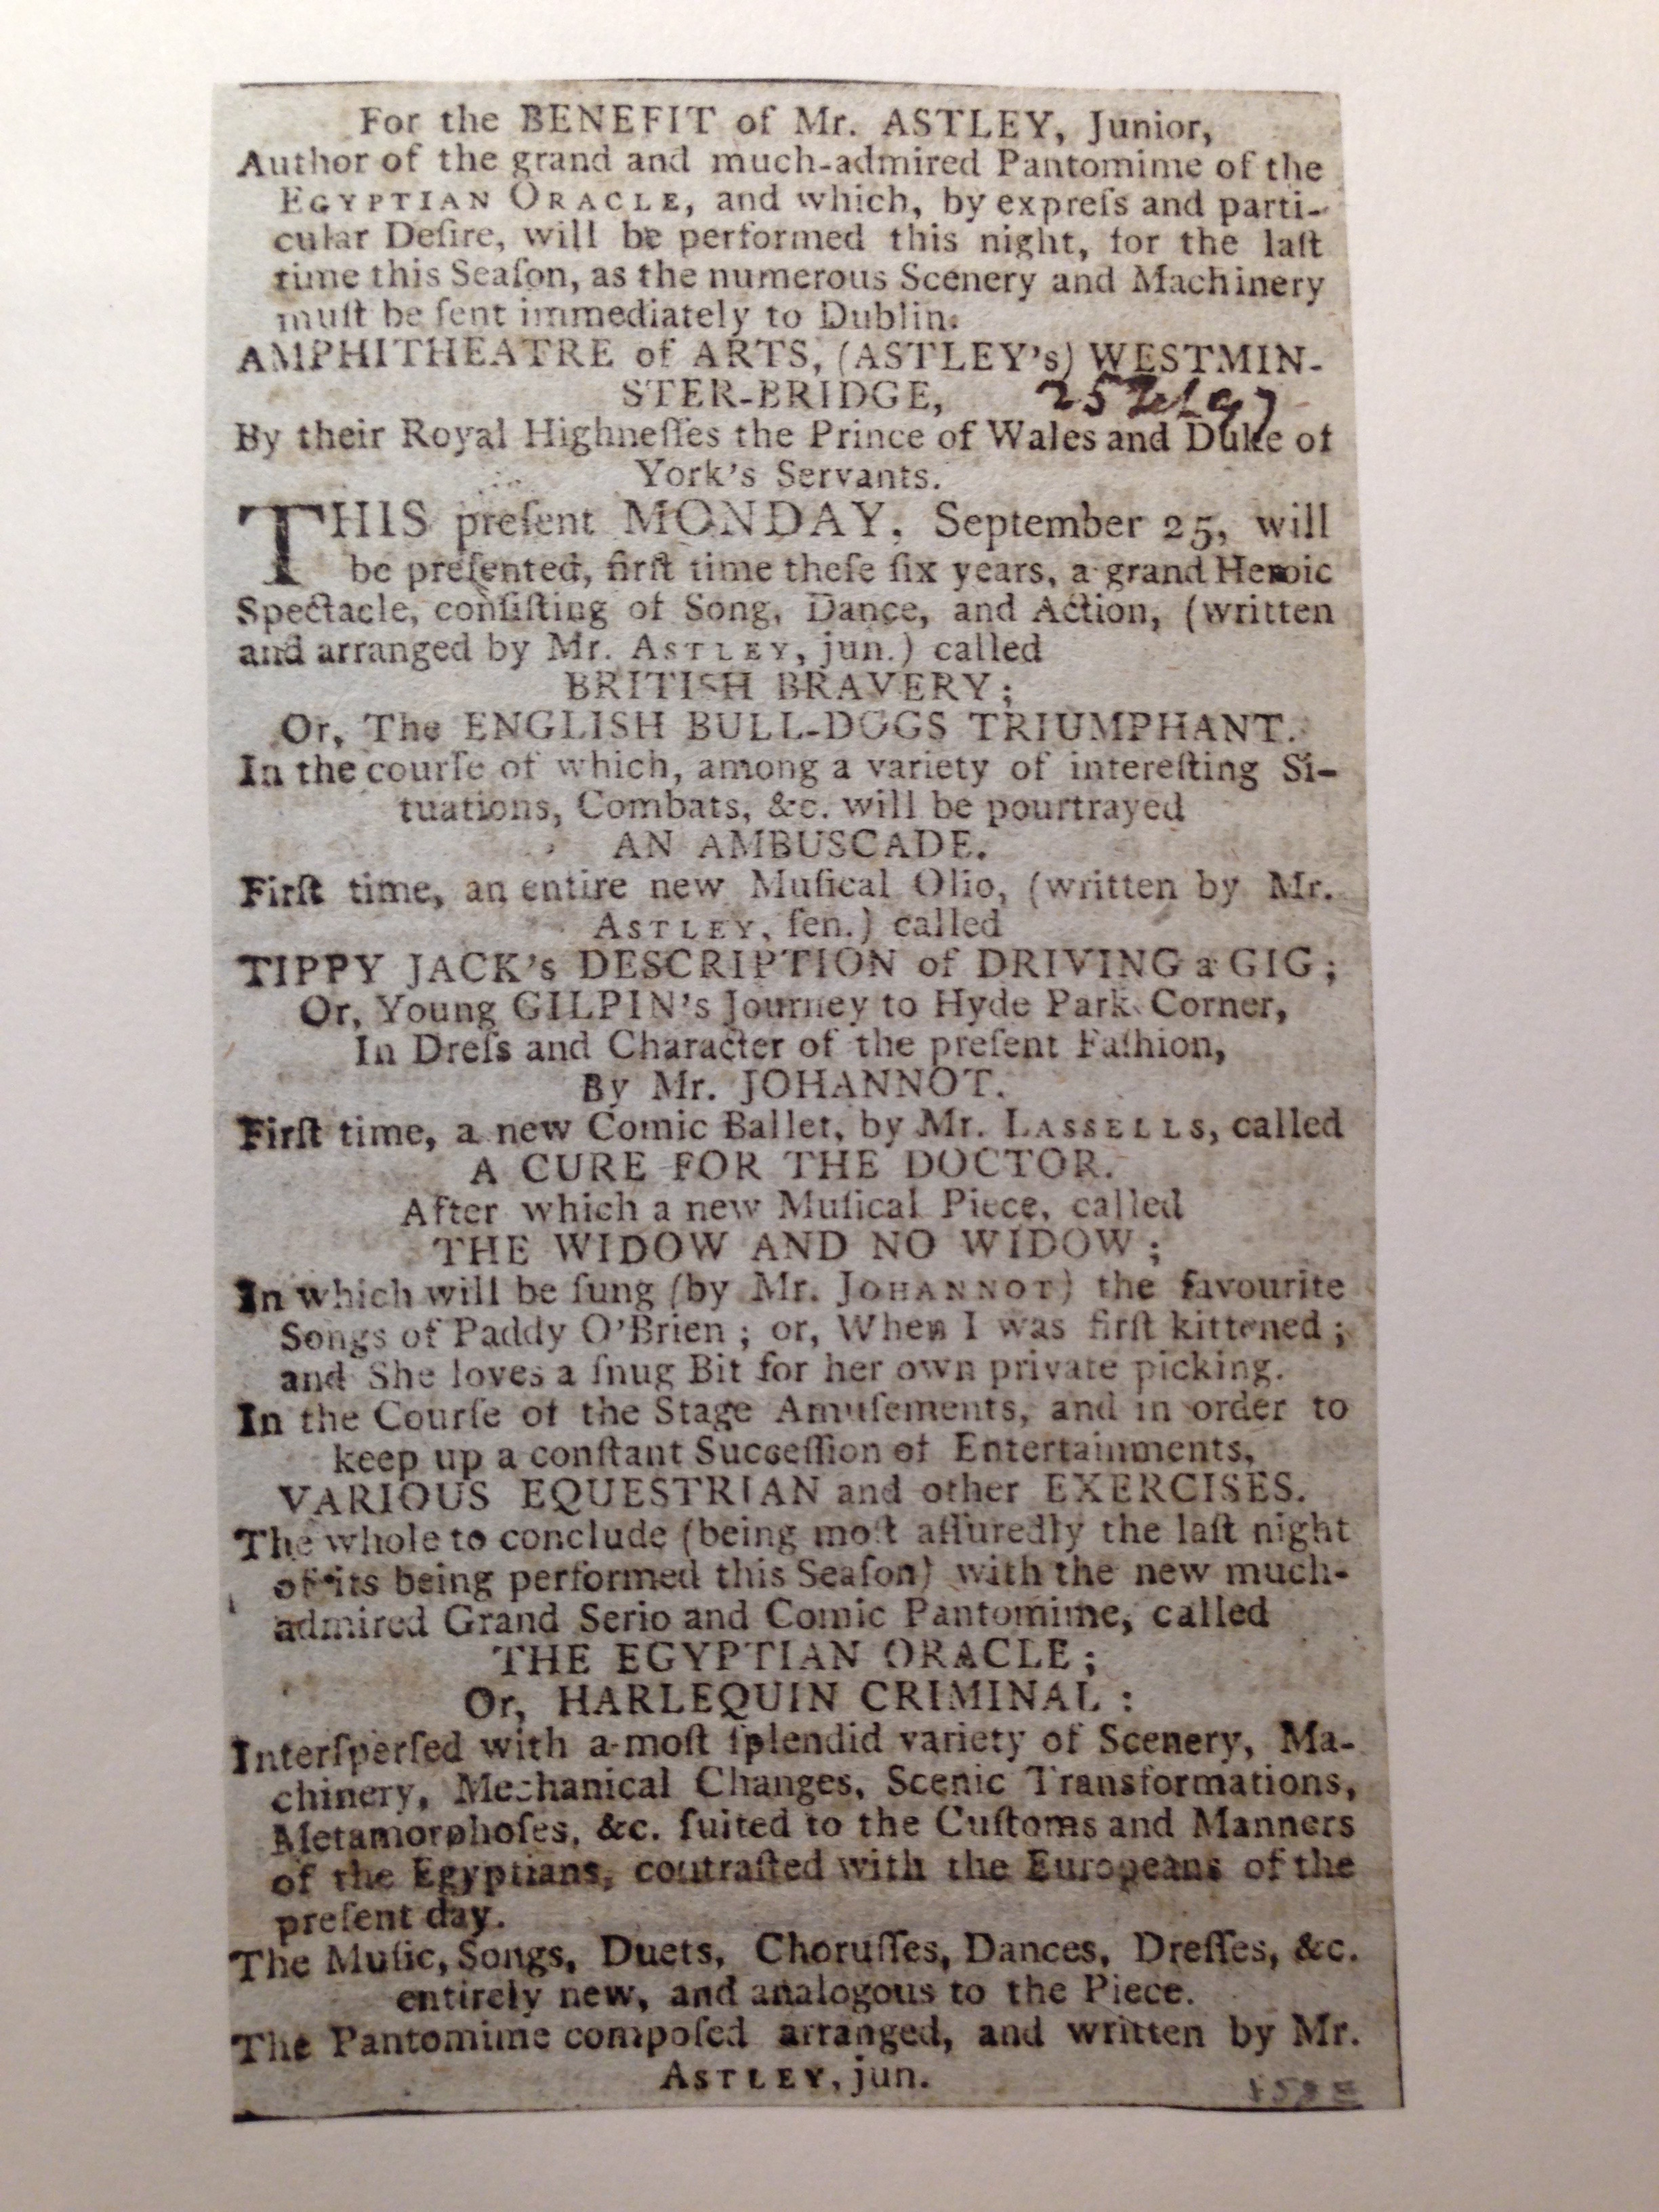 For the BENEFIT of Mr. ASTLEY, Junior,
Author of the grand and much-admired Pantomime of the
EGYPTIAN ORACLE, and which, by expreſs and parti-
cular Deſire, will be performed this night, for the laſt
time this Seaſon, as the numerous Scenery and Machinery
muſt be ſent immediately to Dublin.
AMPHITHEATRE of ARTS, (ASTLEY's) WESTMIN-
STER-BRIDGE,
By their Royal Highneſſes the Prince of Wales and Duke of
York's Servants.
THIS preſent MONDAY, September 25, will
be preſented, firſt time theſe ſix years, a grand Heroic
Spectacle, conſiſting of Song, Dance, and Action, (written
and arranged by Mr. ASTLEY, jun.) called
BRITISH BRAVERY;
Or, The ENGLISH BULL-DOGS TRIUMPHANT.
In the courſe of which, among a variety of intereſting Si-
tuations, Combats, &c. will be pourtrayed
AN AMBUSCADE.
Firſt time, an entire new Muſical Olio, (written by Mr.
ASTLEY, ſen.) called
TIPPY JACK's DESCRIPTION of DRIVING a GIG;
Or, Young GILPIN's Journey to Hyde Park Corner,
In Dreſs and Character of the preſent Faſhion,
By Mr. JOHANNOT.
Firſt time, a new Comic Ballet, by Mr. LASSELLS, called
A CURE FOR THE DOCTOR.
After which a new Muſical Piece, called
THE WIDOW AND NO WIDOW;
In which will be ſung (by Mr. JOHANNOT) the favourite
Songs of Paddy O'Brien; or, When I was firſt kittened;
and She loves a ſnug Bit for her own private picking.
In the Courſe of the Stage Amuſements, and in order to
keep up a conſtant Succeſſion of Entertainments,
VARIOUS EQUESTRIAN and other EXERCISES.
The whole to conclude (being moſt aſſuredly the laſt night
of its being performed this Seaſon) with the new much-
admired Grand Serio and Comic Pantomime, called
THE EGYPTIAN ORACLE;
Or, HARLEQUIN CRIMINAL:
Interſperſed with a moſt ſplendid variety of Scenery, Ma-
chinery, Mechanical Changes, Scenic Transformations,
Metamorphoſes, &c. ſuited to the Cuſtoms and Manners
of the Egyptians, contraſted with the Europeans of the
preſent day.
The Muſic, Songs, Duets, Choruſſes, Dances, Dreſſes, &c.
entirely new, and analogous to the Piece.
The Pantomime compoſed arranged, and written by Mr.
ASTLEY, jun.